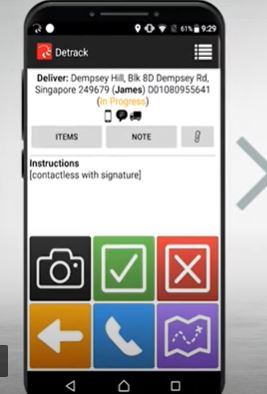 61% 9:29
Detrack
Deliver: Dempsey Hill, Blk 8D Dempsey Rd,
Singapore 249679 (James) D01080955641
(In Progress)
ITEMS NOTE
Instructions
[contactless with signature]